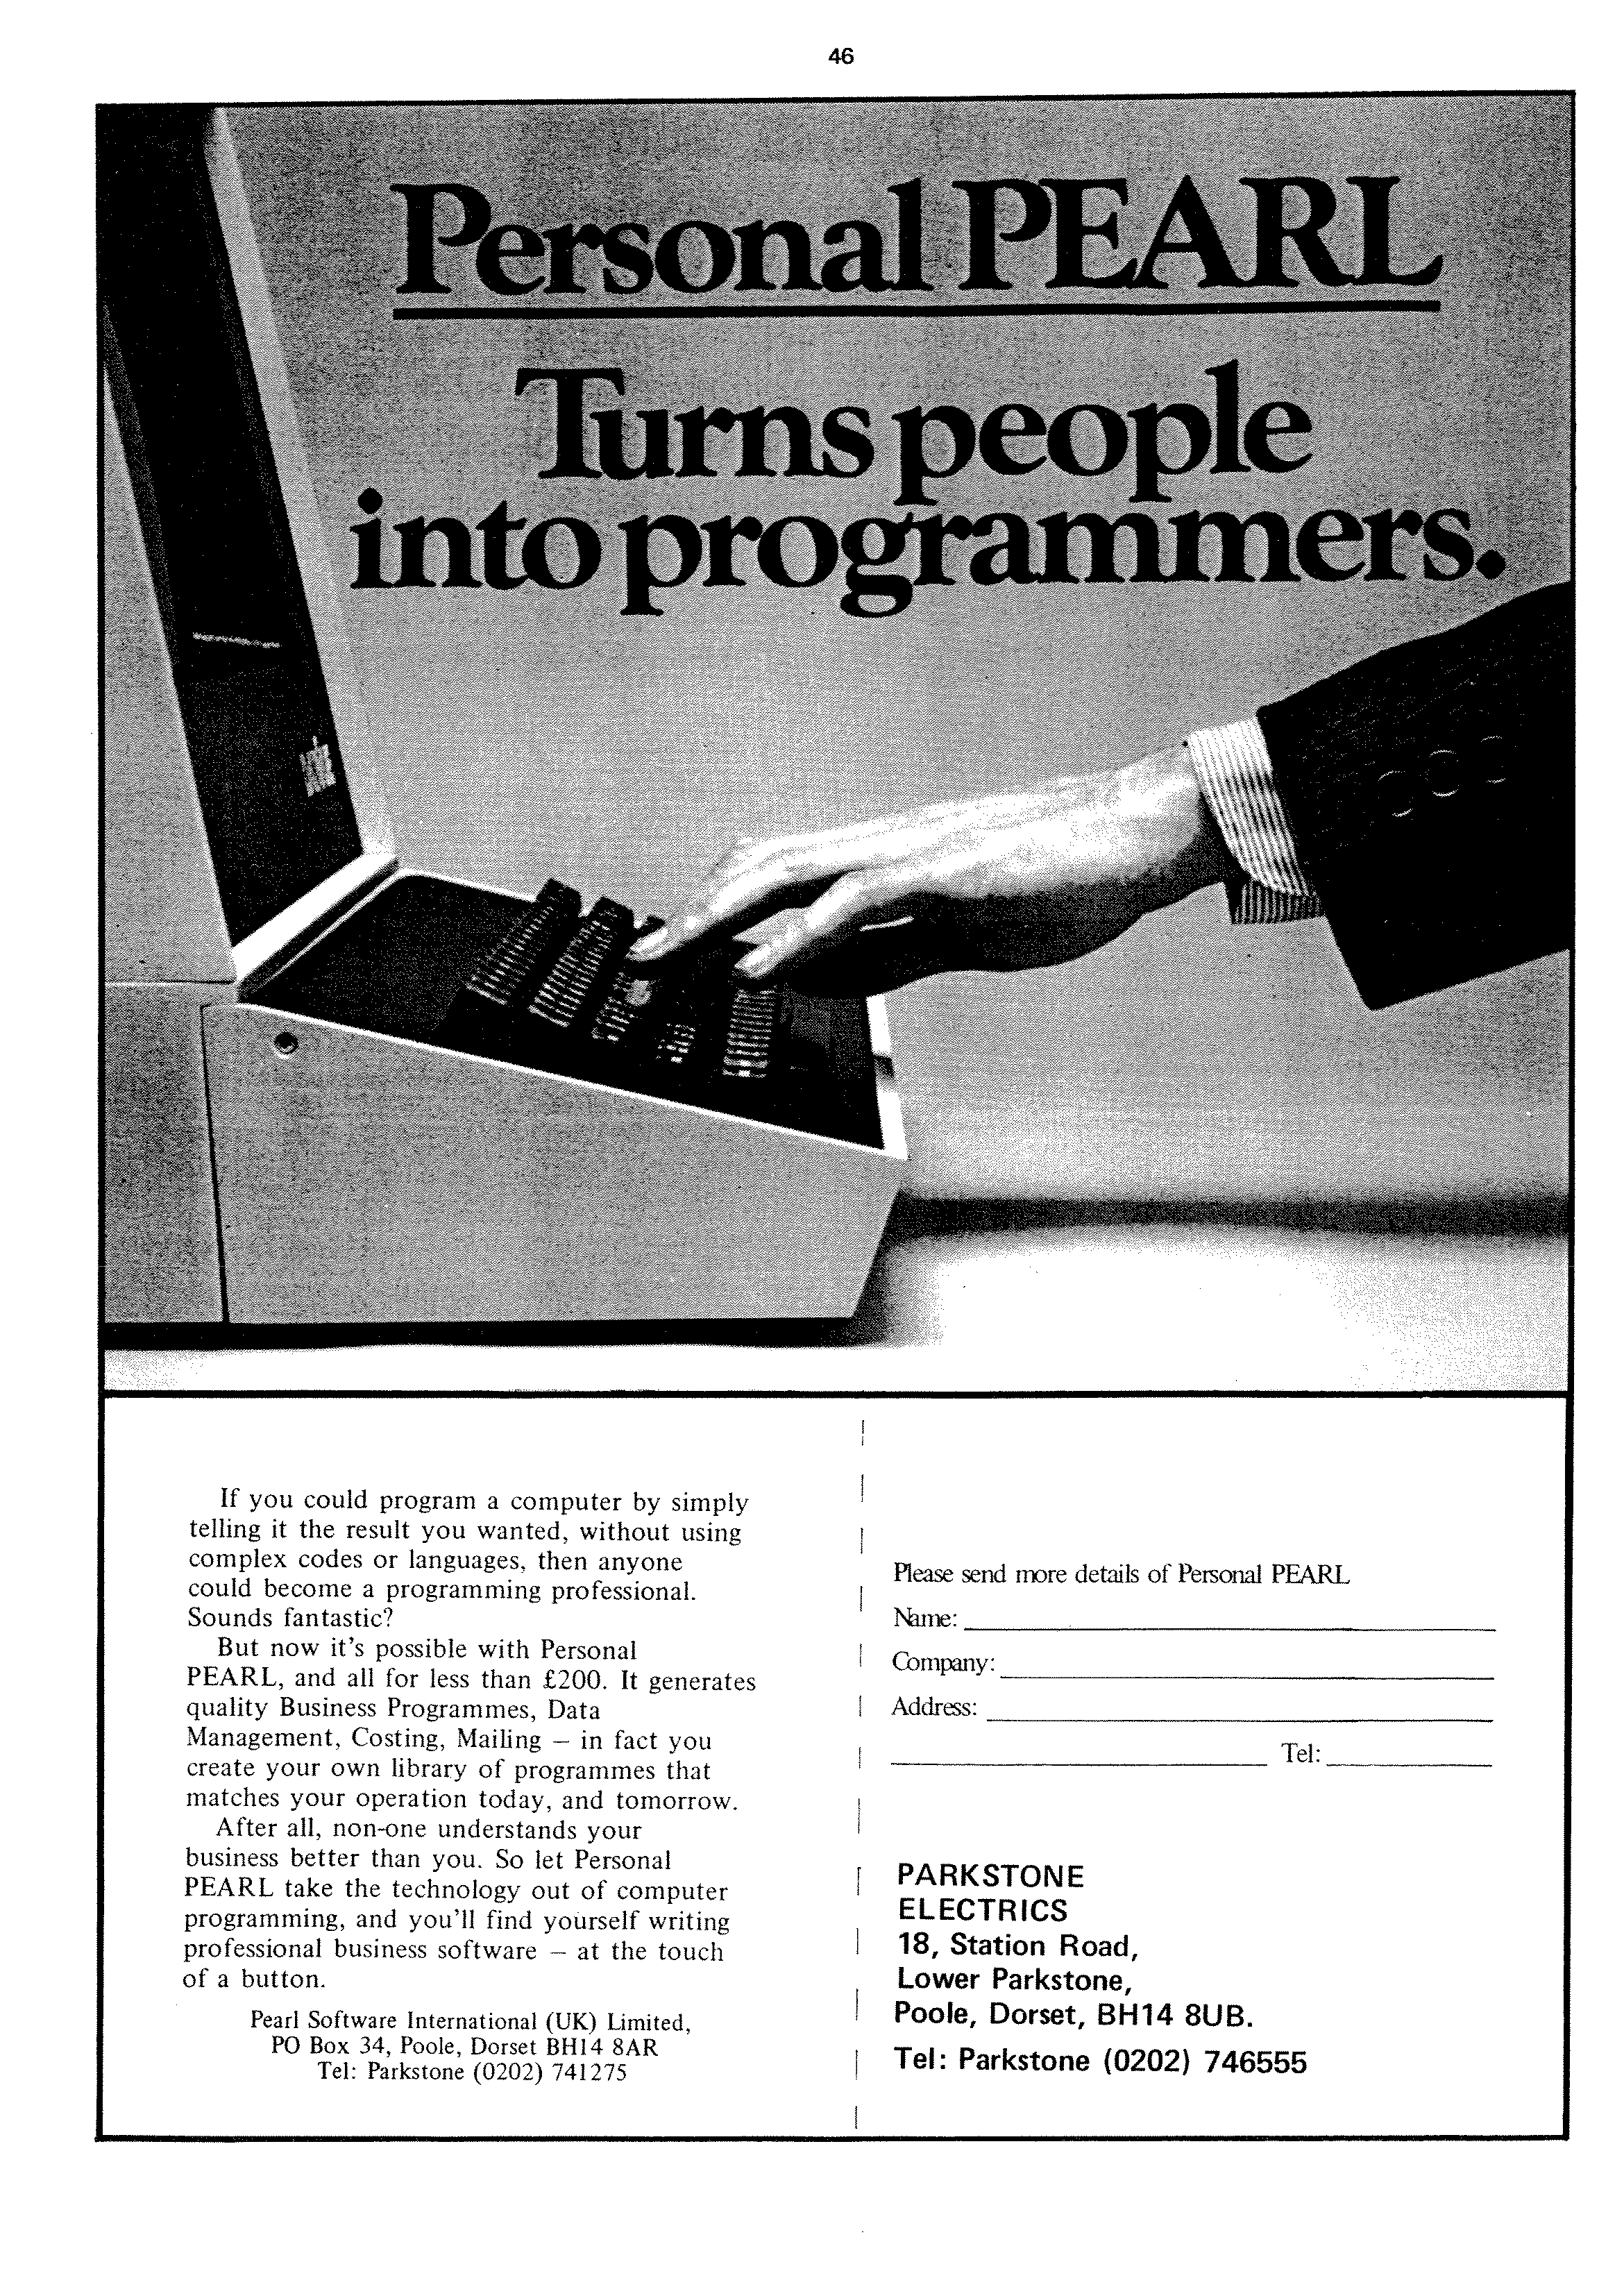 46
Personal PEARL
Turns people
into programmers.
If you could program a computer by simply
telling it the result you wanted, without using
complex codes or languages, then anyone
could become a programming professional.
Sounds fantastic?
But now it's possible with Personal
PEARL, and all for less than £200. It generates
quality Business Programmes, Data
Management, Costing, Mailing — in fact you
create your own library of programmes that
matches your operation today, and tomorrow.
After all, non-one understands your
business better than you. So let Personal
PEARL take the technology out of computer
programming, and you'll find yourself writing
professional business software — at the touch
of a button.
Pearl Software International (UK) Limited,
PO Box 34, Poole, Dorset BH14 8AR
Tel: Parkstone (0202) 741275
Please send more details of Personal PEARL
Name:
Company:
Address:
Tel:
PARKSTONE
ELECTRICS
18, Station Road,
Lower Parkstone,
Poole, Dorset, BH14 8UB.
Tel: Parkstone (0202) 746555